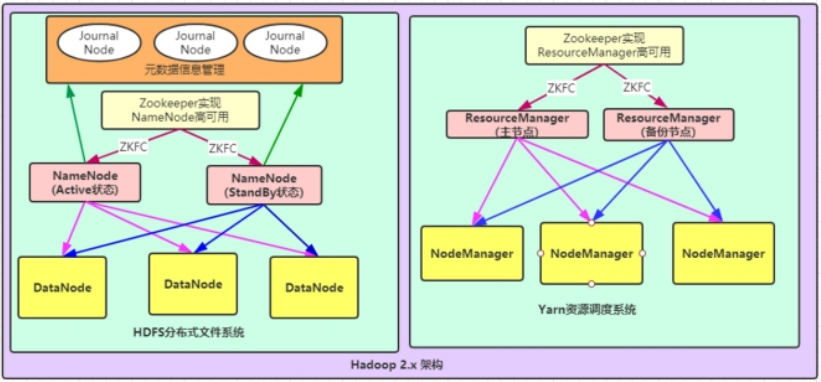 Journal
Node
Journal
Node
Journal
Node
元数据信息管理
Zookeeper实现
NameNode高可用
ZKFC
ZKFC
NameNode
(Active状态)
NameNode
(StandBy状态)
DataNode
DataNode
DataNode
HDFS分布式文件系统
Zookeeper实现
ResourceManager高可用
ZKFC
ZKFC
ResourceManager
(主节点)
ResourceManager
(备份节点)
NodeManager
NodeManager
NodeManager
Yarn资源调度系统
Hadoop 2.x 架构